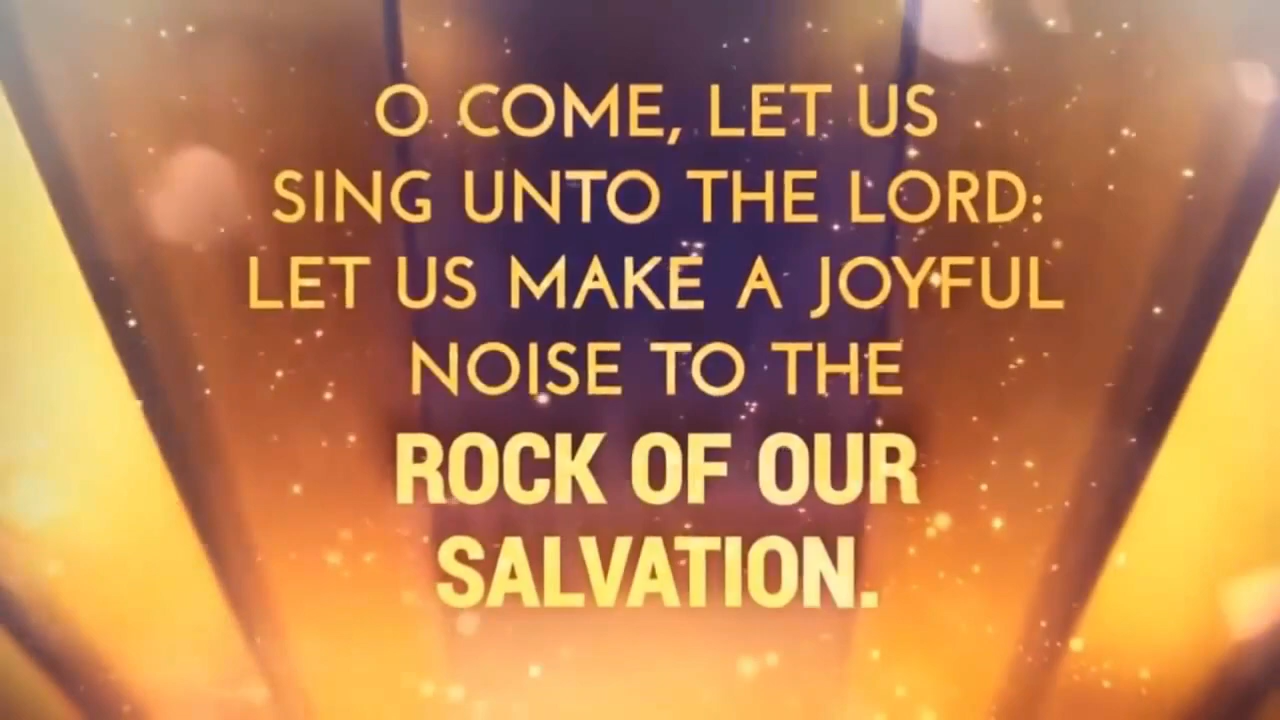 O COME, LET US
SING UNTO THE LORD:
LET US MAKE A JOYFUL
NOISE TO THE
ROCK OF OUR
SALVATION.